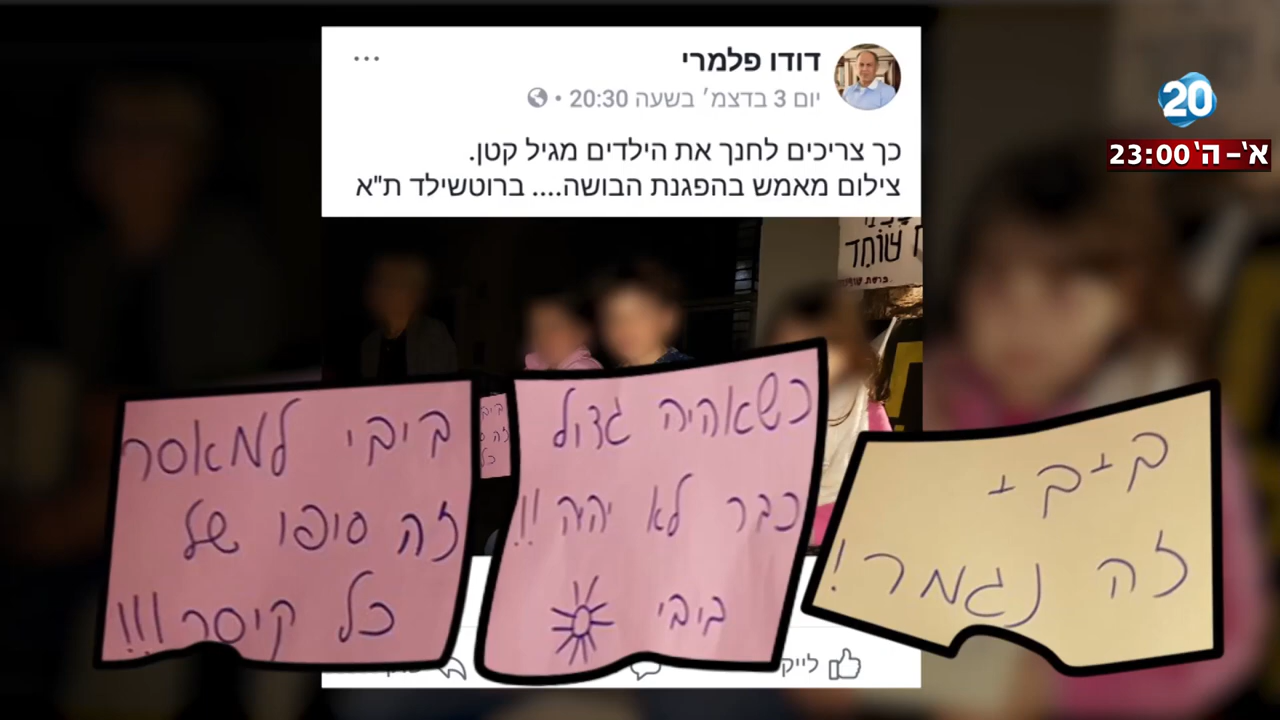 דודו פלמרי
יום 3 בדצמ׳ בשעה 20:30
כך צריכים לחנך את הילדים מגיל קטן.
צילום מאמש בהפגנת הבושה.... ברוטשילד ת"א
20
א'-ה' 23:00
שומד
ביבי למאסר
זה סופו של
כל קיסר!!!
כשאהיה גדול
כבר לא יהיה!!
ביבי
ביבי
זה נגמר!
לייק